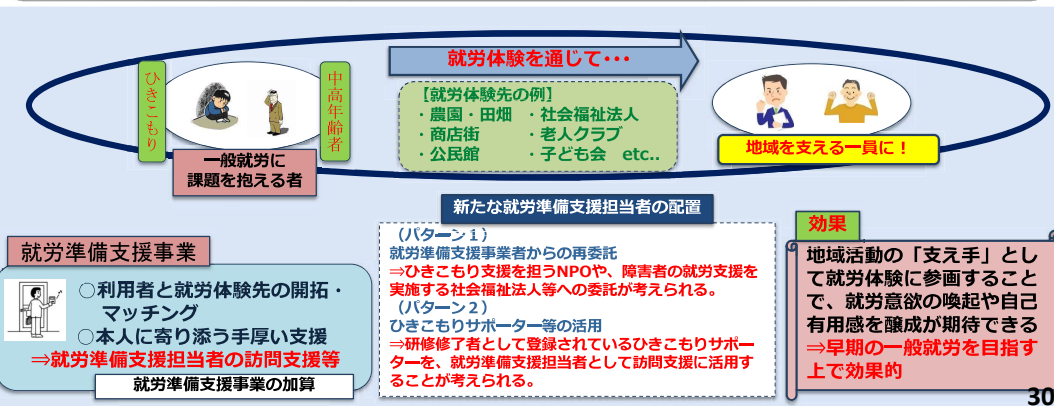 就労体験を通じて・・・
ひきこもり
中高年齢者
一般就労に
課題を抱える者
【就労体験先の例】
・農園・田畑 ・社会福祉法人
・商店街 ・老人クラブ
・公民館 ・子ども会 etc..
地域を支える一員に！
就労準備支援事業
○利用者と就労体験先の開拓・
マッチング
○本人に寄り添う手厚い支援
⇒就労準備支援担当者の訪問支援等
就労準備支援事業の加算
新たな就労準備支援担当者の配置
（パターン１）
就労準備支援事業者からの再委託
⇒ひきこもり支援を担うNPOや、障害者の就労支援を
実施する社会福祉法人等への委託が考えられる。
（パターン２）
ひきこもりサポーター等の活用
⇒研修修了者として登録されているひきこもりサポー
ターを、就労準備支援担当者として訪問支援に活用す
ることが考えられる。
効果
地域活動の「支え手」とし
て就労体験に参画すること
で、就労意欲の喚起や自己
有用感を醸成が期待できる
⇒早期の一般就労を目指す
上で効果的
30